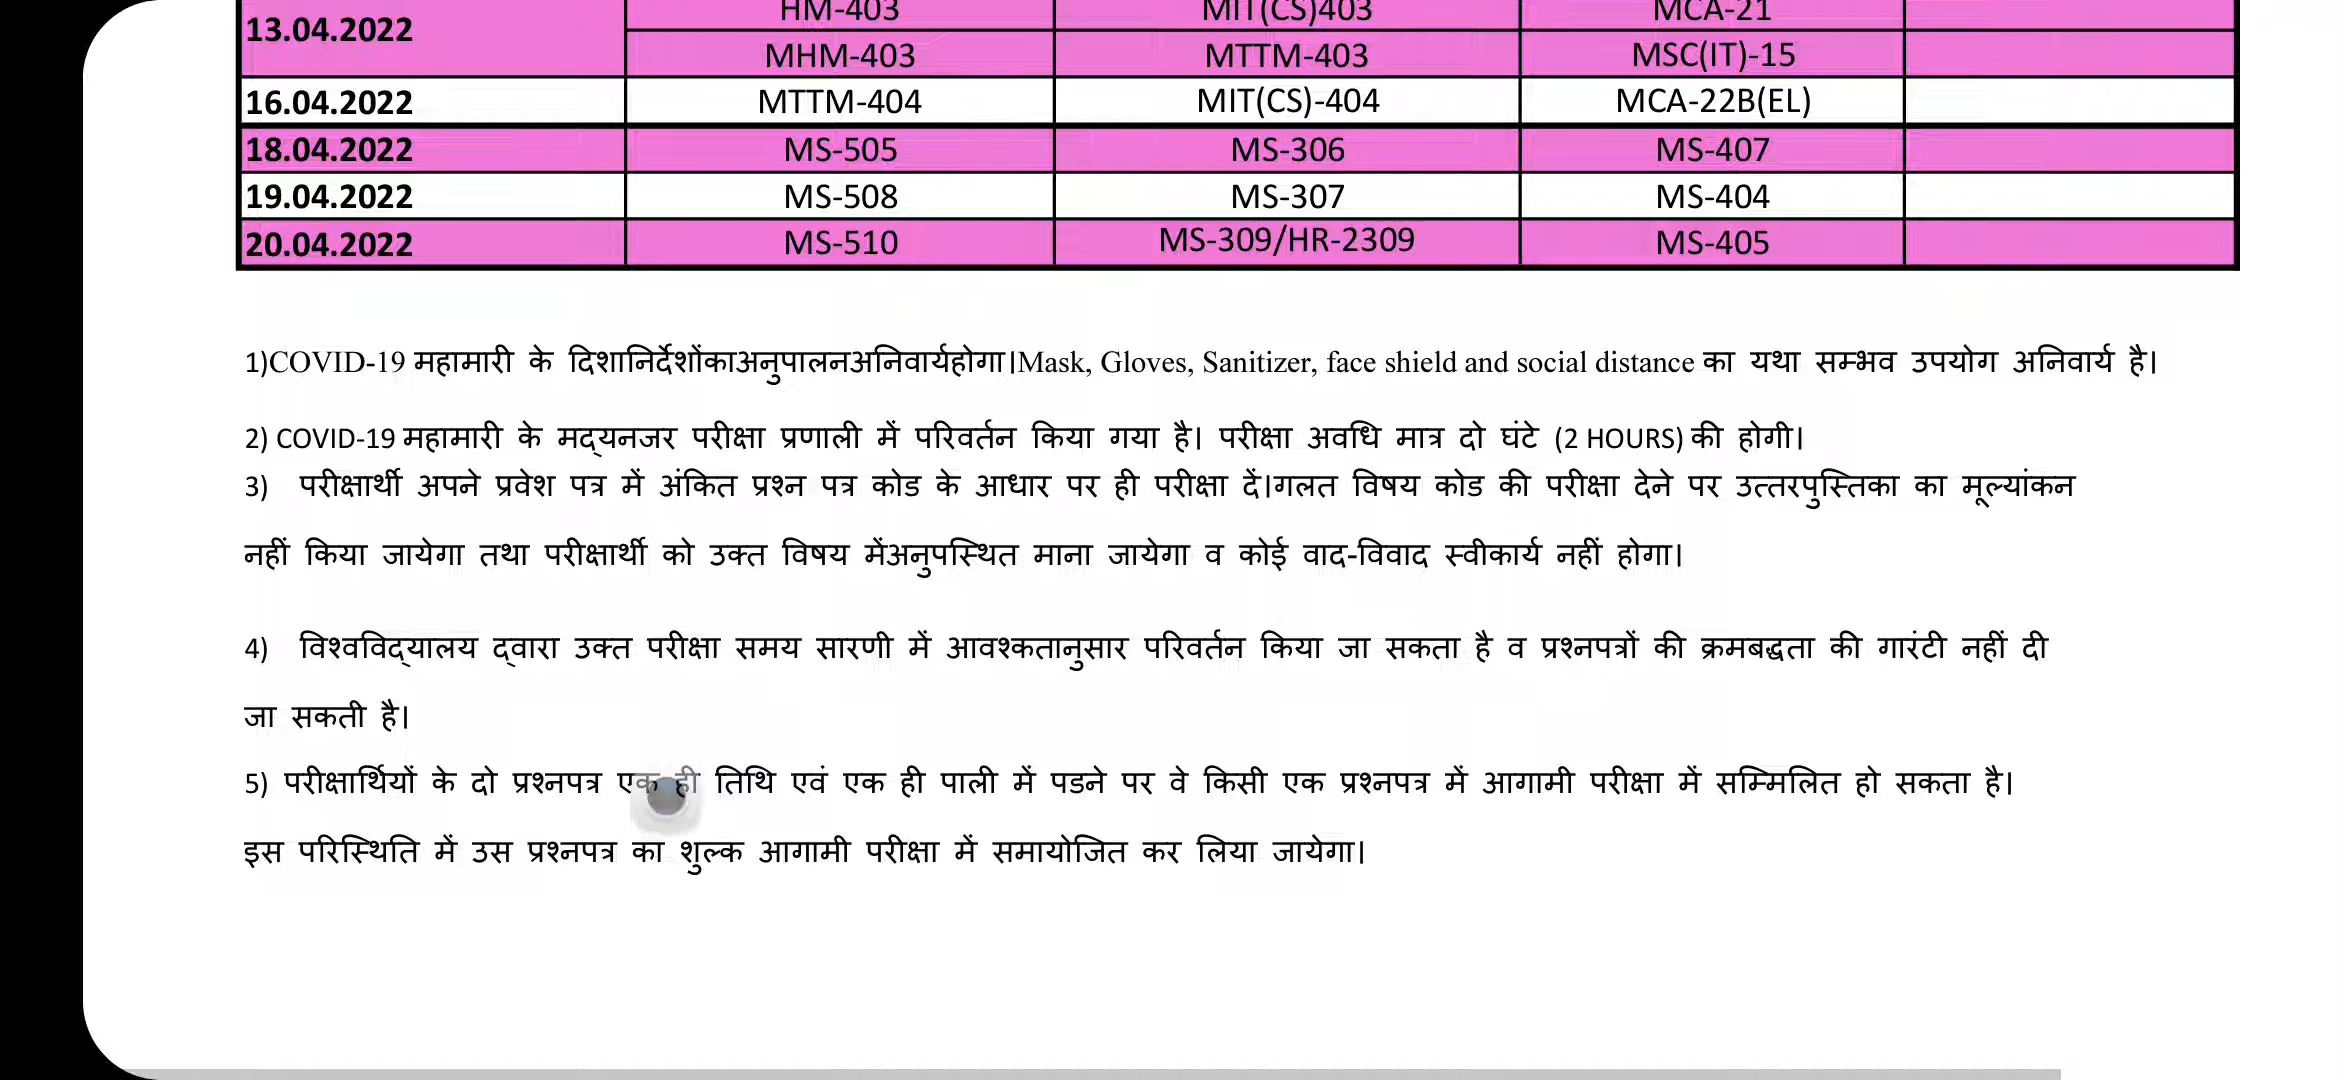 13.04.2022 HM-403 MIT(CS)403 MCA-21
MHM-403 MTTM-403 MSC(IT)-15
16.04.2022 MTTM-404 MIT(CS)-404 MCA-22B(EL)
18.04.2022 MS-505 MS-306 MS-407
19.04.2022 MS-508 MS-307 MS-404
20.04.2022 MS-510 MS-309/HR-2309 MS-405
1)COVID-19 महामारी के दिशानिर्देशोंकाअनुपालनअनिवार्यहोगा।Mask, Gloves, Sanitizer, face shield and social distance का यथा सम्भव उपयोग अनिवार्य है।
2) COVID-19 महामारी के मद्यनजर परीक्षा प्रणाली में परिवर्तन किया गया है। परीक्षा अवधि मात्र दो घंटे (2 HOURS) की होगी।
3) परीक्षार्थी अपने प्रवेश पत्र में अंकित प्रश्न पत्र कोड के आधार पर ही परीक्षा दें।गलत विषय कोड की परीक्षा देने पर उत्तरपुस्तिका का मूल्यांकन
नहीं किया जायेगा तथा परीक्षार्थी को उक्त विषय मेंअनुपस्थित माना जायेगा व कोई वाद-विवाद स्वीकार्य नहीं होगा।
4) विश्वविद्यालय द्वारा उक्त परीक्षा समय सारणी में आवश्कतानुसार परिवर्तन किया जा सकता है व प्रश्नपत्रों की क्रमबद्धता की गारंटी नहीं दी
जा सकती है।
5) परीक्षार्थियों के दो प्रश्नपत्र एक ही तिथि एवं एक ही पाली में पडने पर वे किसी एक प्रश्नपत्र में आगामी परीक्षा में सम्मिलित हो सकता है।
इस परिस्थिति में उस प्रश्नपत्र का शुल्क आगामी परीक्षा में समायोजित कर लिया जायेगा।